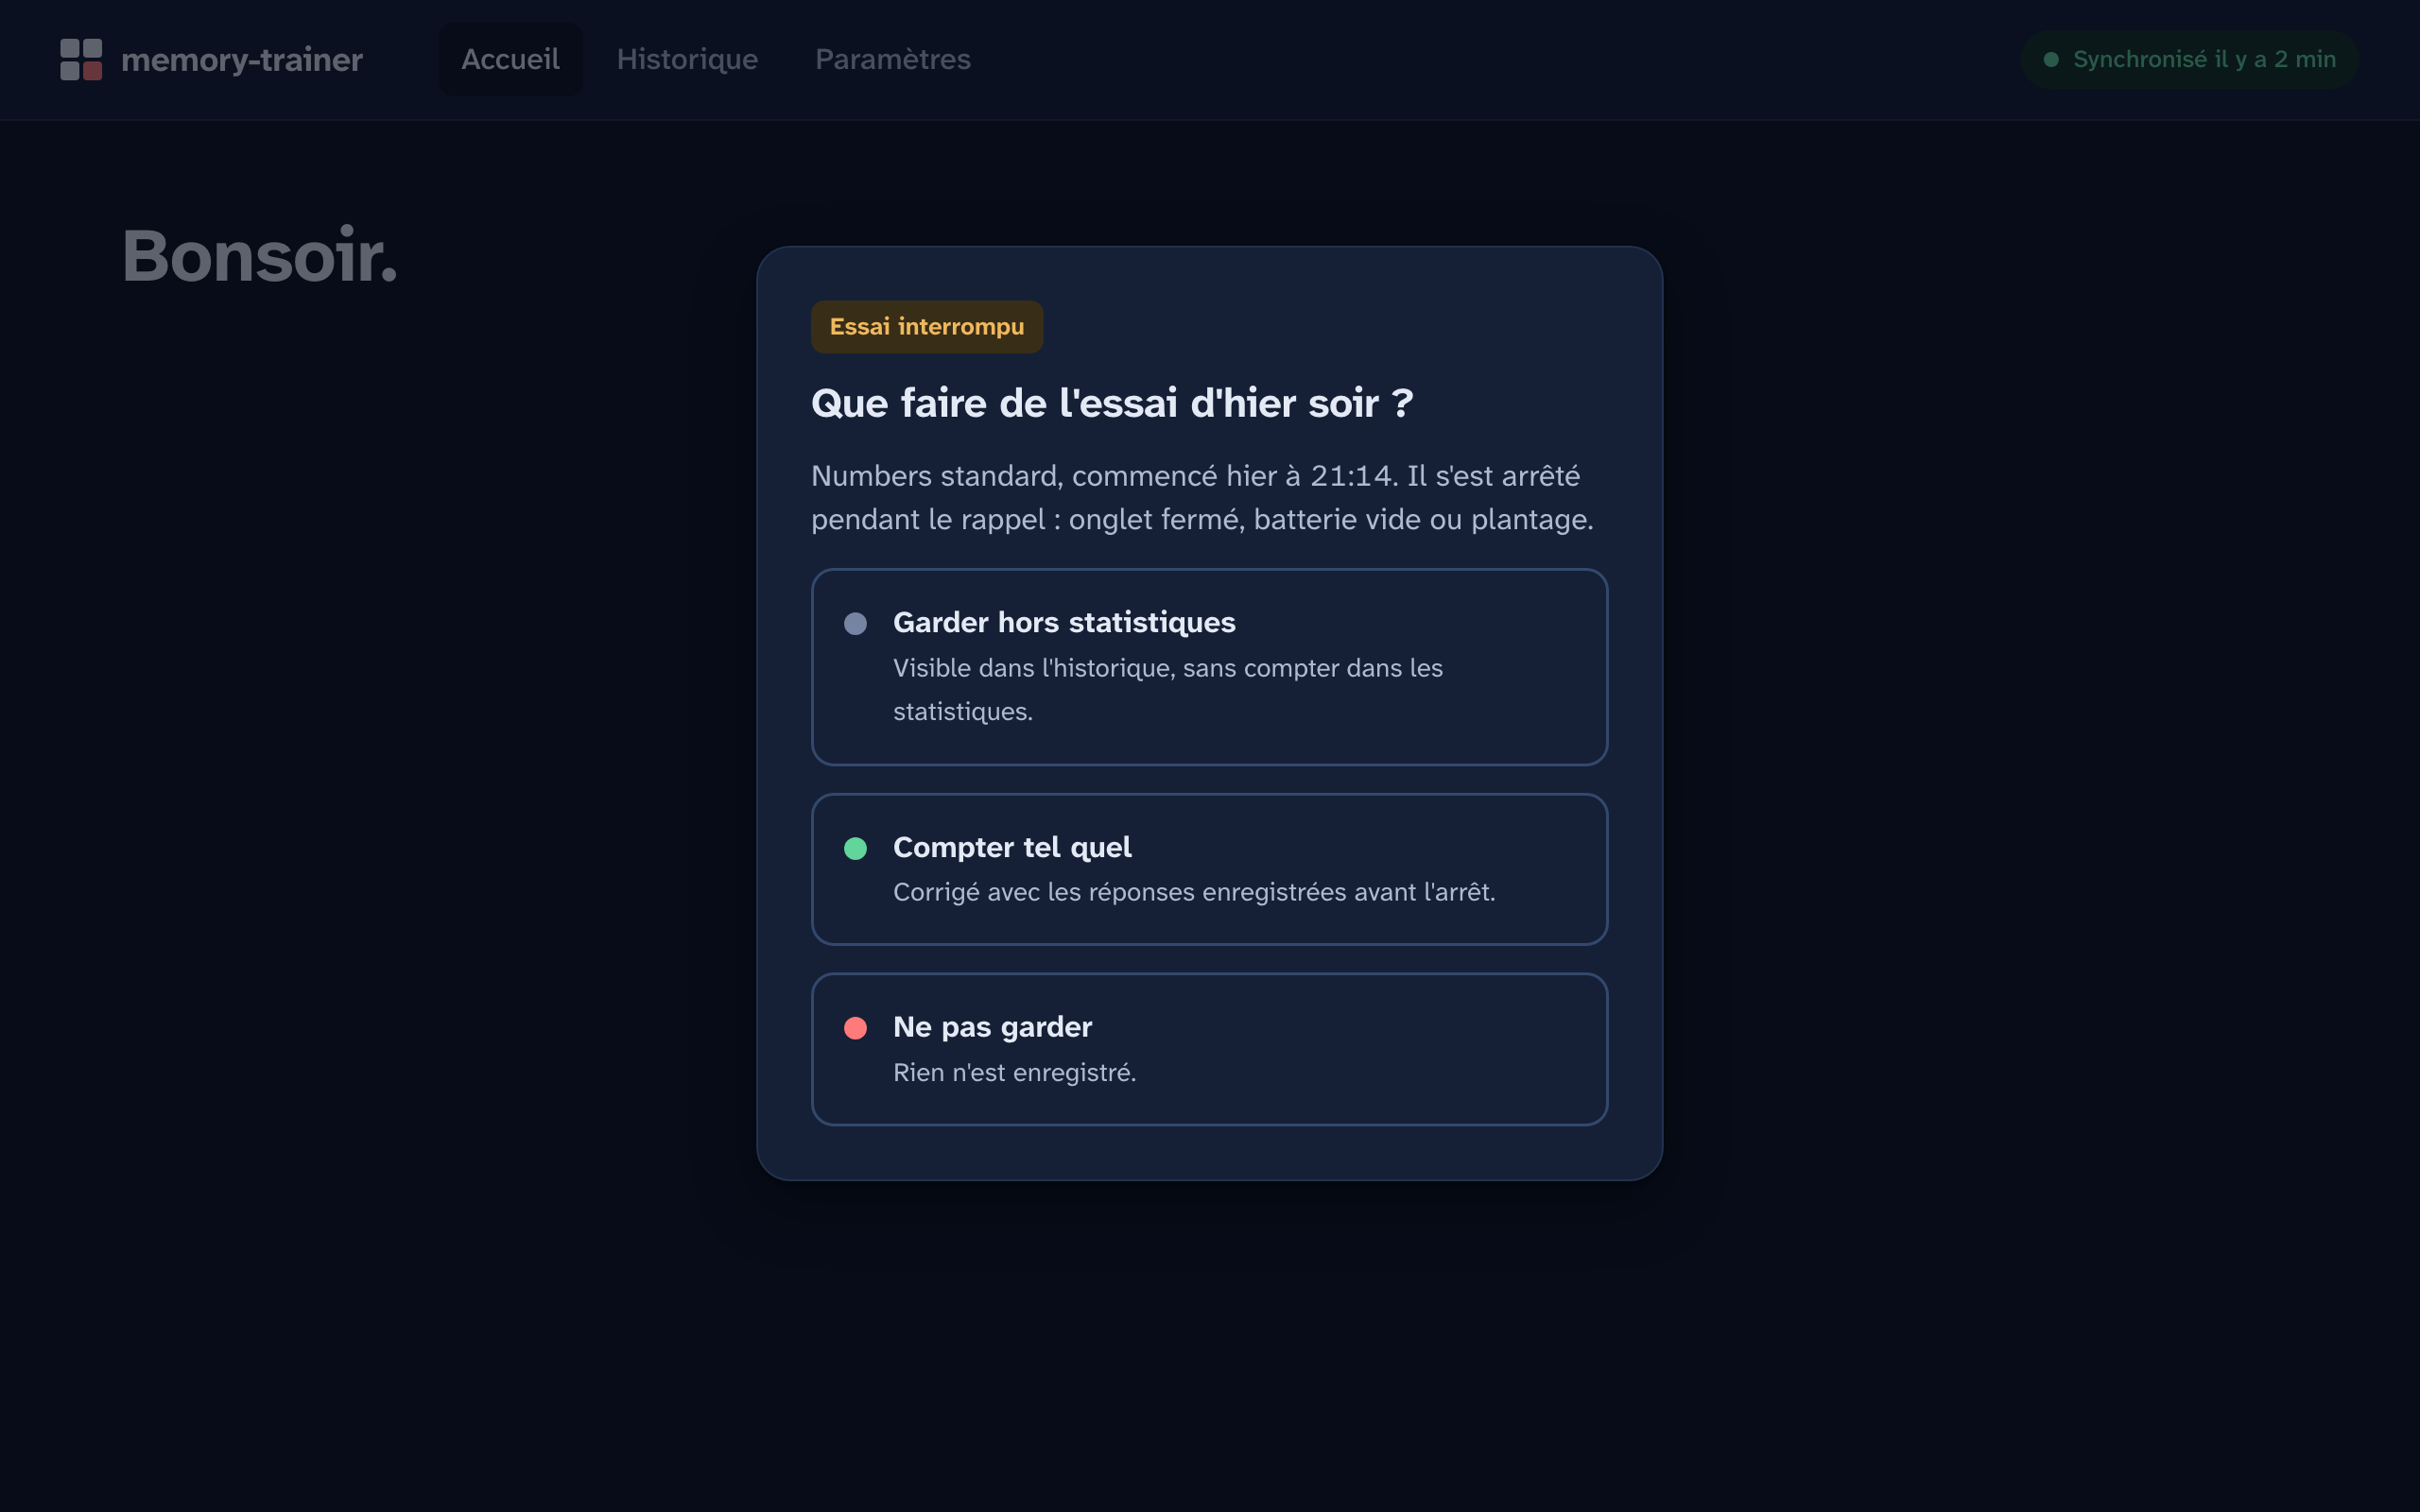 memory-trainer
Accueil
Historique
Paramètres
Synchronisé il y a 2 min
Bonsoir.
Essai interrompu
Que faire de l'essai d'hier soir ?
Numbers standard, commencé hier à 21:14. Il s'est arrêté
pendant le rappel : onglet fermé, batterie vide ou plantage.
Garder hors statistiques
Visible dans l'historique, sans compter dans les
statistiques.
Compter tel quel
Corrigé avec les réponses enregistrées avant l'arrêt.
Ne pas garder
Rien n'est enregistré.